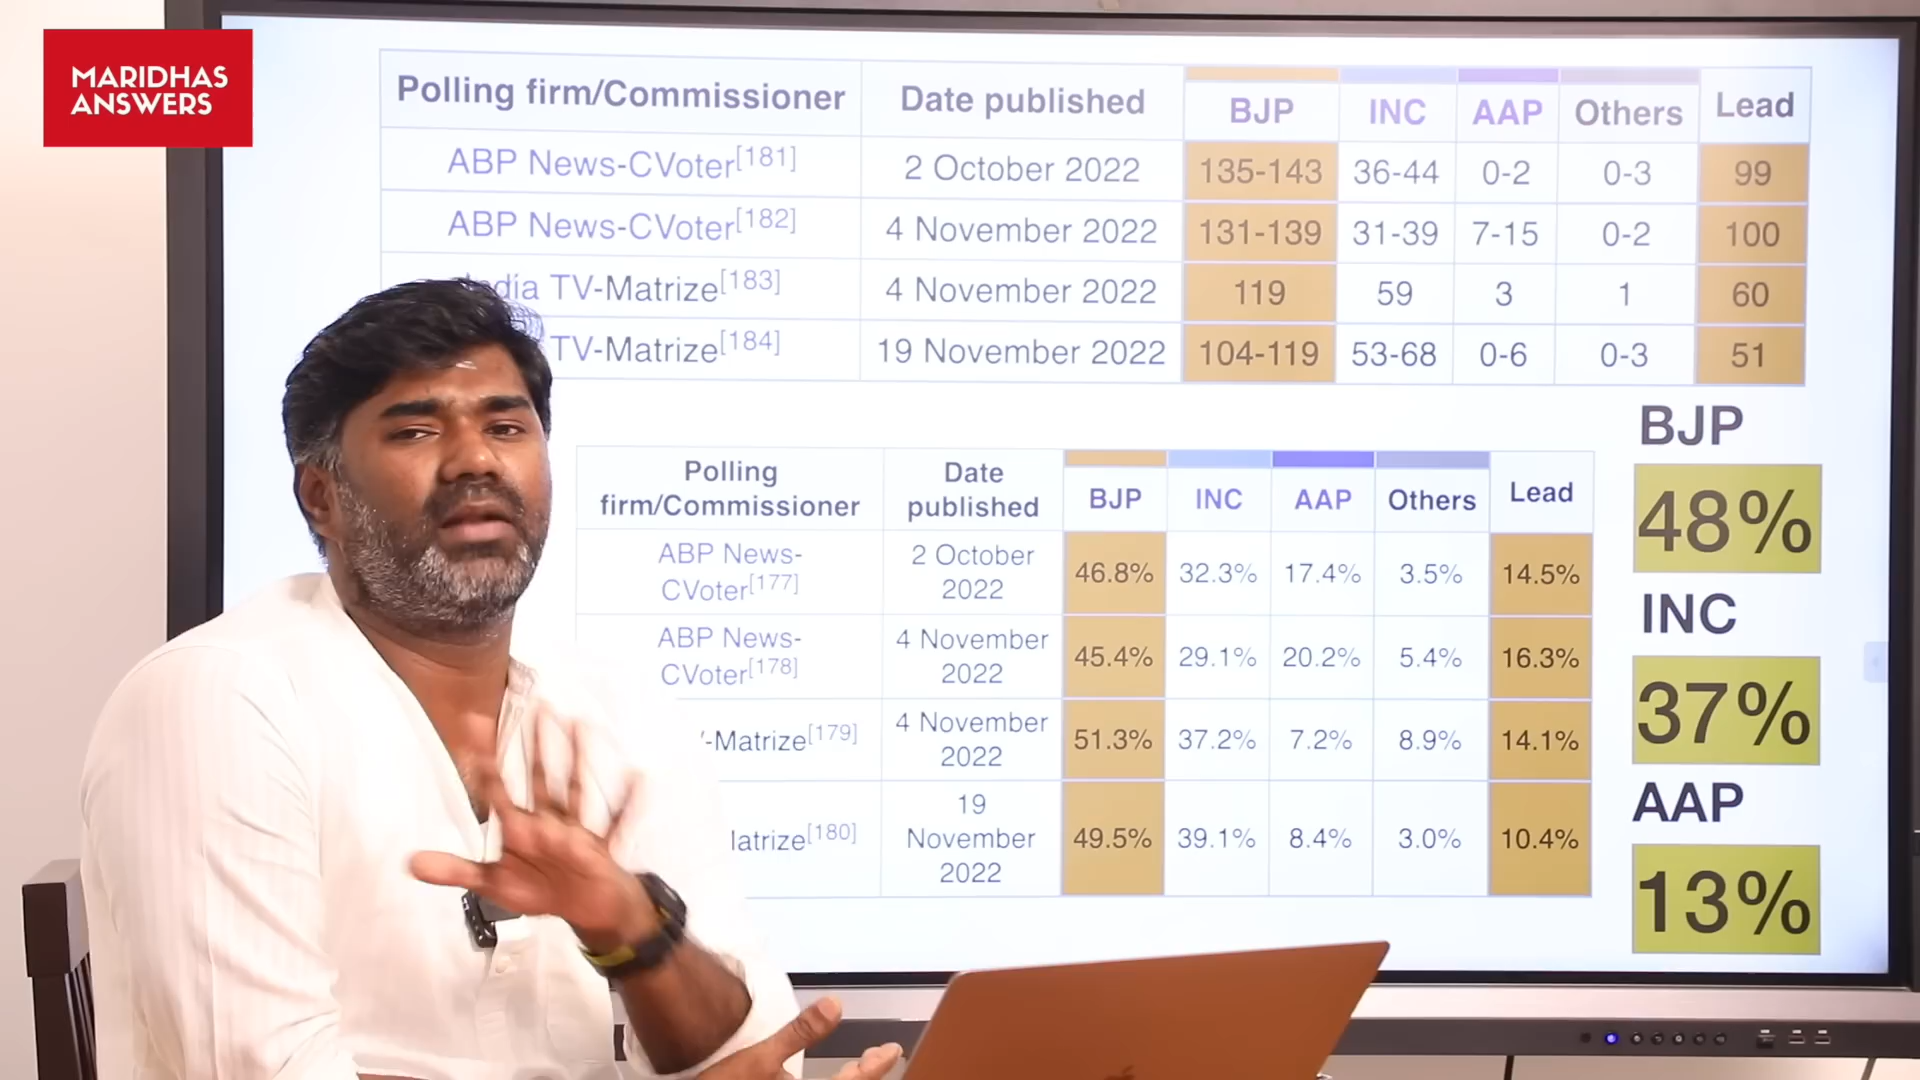 MARIDHAS
ANSWERS
Polling firm/Commissioner Date published BJP INC AAP Others Lead
ABP News-CVoter[181] 2 October 2022 135-143 36-44 0-2 0-3 99
ABP News-CVoter[182] 4 November 2022 131-139 31-39 7-15 0-2 100
TV-Matrize[183] 4 November 2022 119 59 3 1 60
TV-Matrize[184] 19 November 2022 104-119 53-68 0-6 0-3 51
Polling
firm/Commissioner
Date
published
BJP INC AAP Others Lead
ABP News-
CVoter[177]
2 October
2022
46.8% 32.3% 17.4% 3.5% 14.5%
ABP News-
CVoter[178]
4 November
2022
45.4% 29.1% 20.2% 5.4% 16.3%
-Matrize[179]
4 November
2022
51.3% 37.2% 7.2% 8.9% 14.1%
atrize[180]
19
November
2022
49.5% 39.1% 8.4% 3.0% 10.4%
BJP
48%
INC
37%
AAP
13%